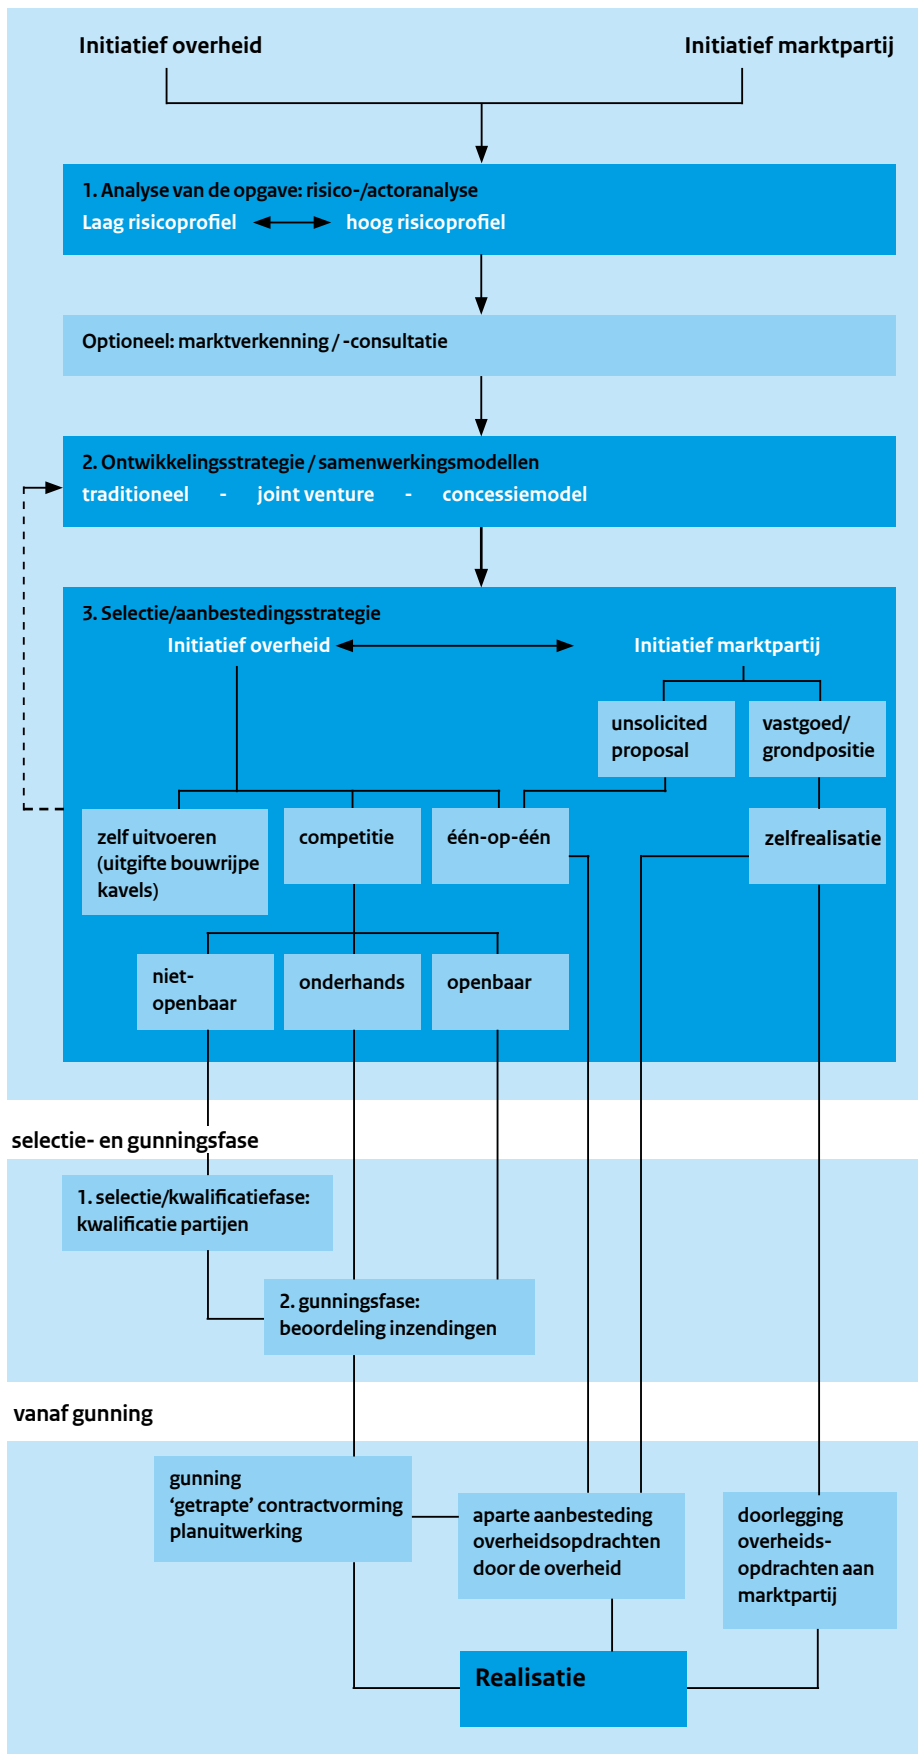 Initiatief overheid
Initiatief marktpartij
1. Analyse van de opgave: risico-/actoranalyse
Laag risicoprofiel hoog risicoprofiel
Optioneel: marktverkenning / -consultatie
2. Ontwikkelingsstrategie / samenwerkingsmodellen
traditioneel - joint venture - concessiemodel
3. Selectie/aanbestedingsstrategie
Initiatief overheid
Initiatief marktpartij
unsolicited
proposal
vastgoed/
grondpositie
zelf uitvoeren
(uitgifte bouwrijpe
kavels)
competitie
één-op-één
zelfrealisatie
niet-
openbaar
onderhands
openbaar
selectie- en gunningsfase
1. selectie/kwalificatiefase:
kwalificatie partijen
2. gunningsfase:
beoordeling inzendingen
vanaf gunning
gunning
‘getrapte’ contractvorming
planuitwerking
aparte aanbesteding
overheidsopdrachten
door de overheid
doorlegging
overheids-
opdrachten aan
marktpartij
Realisatie